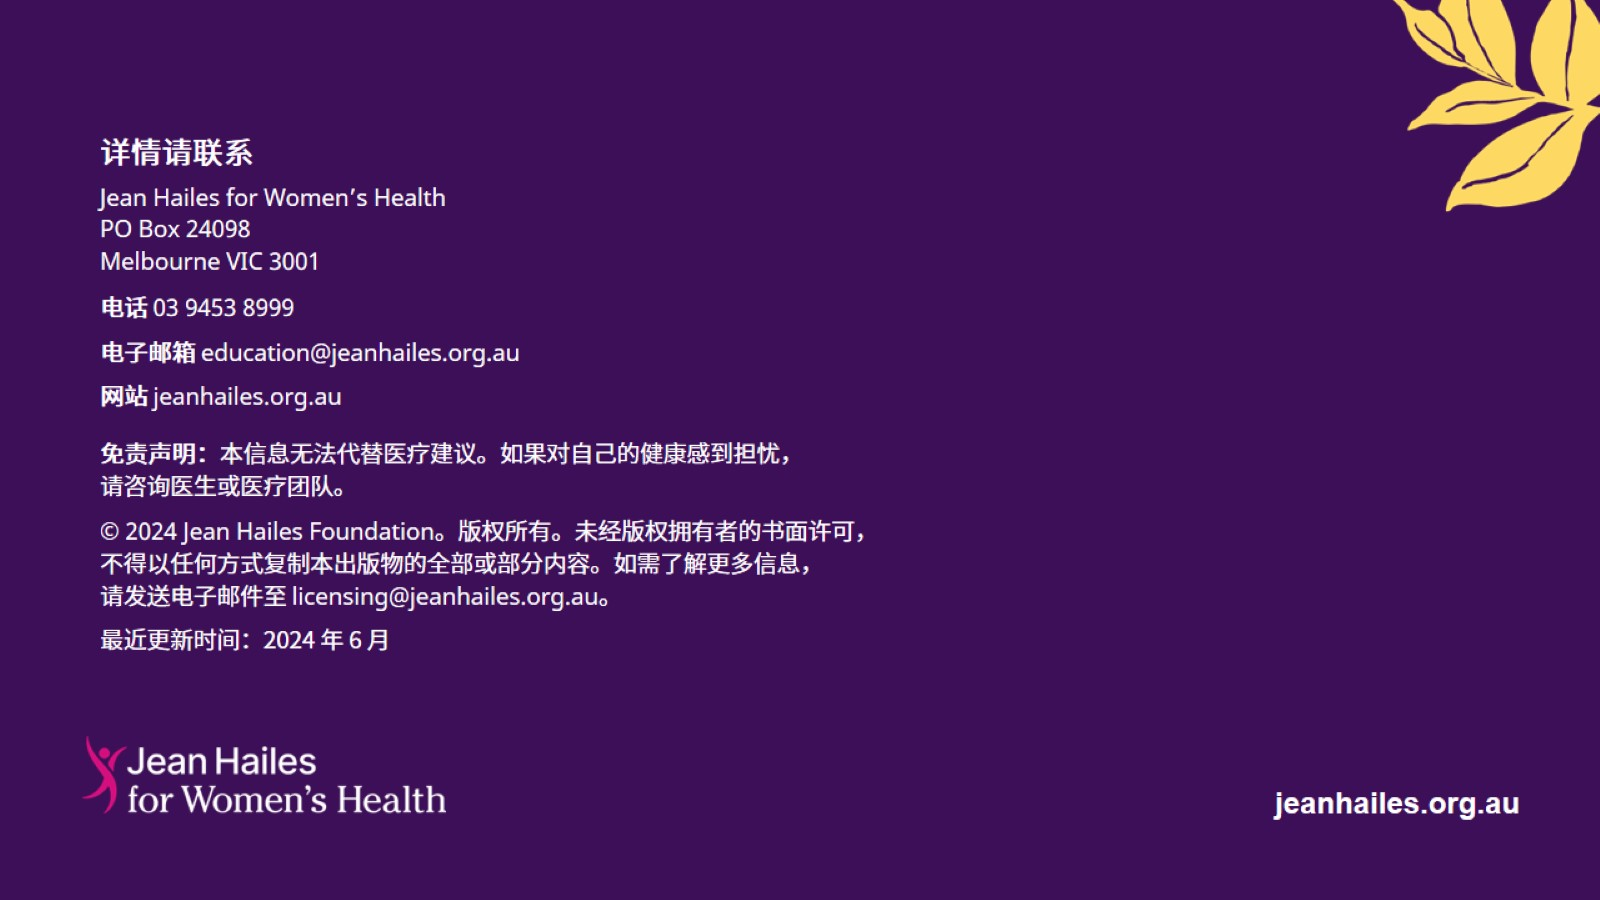 详情请联系
Jean Hailes for Women’s Health
PO Box 24098
Melbourne VIC 3001
电话 03 9453 8999
电子邮箱 education@jeanhailes.org.au
网站 jeanhailes.org.au
免责声明：本信息无法代替医疗建议。如果对自己的健康感到担忧，
请咨询医生或医疗团队。
© 2024 Jean Hailes Foundation。版权所有。未经版权拥有者的书面许可，
不得以任何方式复制本出版物的全部或部分内容。如需了解更多信息，
请发送电子邮件至 licensing@jeanhailes.org.au。
最近更新时间：2024 年 6 月
Jean Hailes
for Women’s Health
jeanhailes.org.au